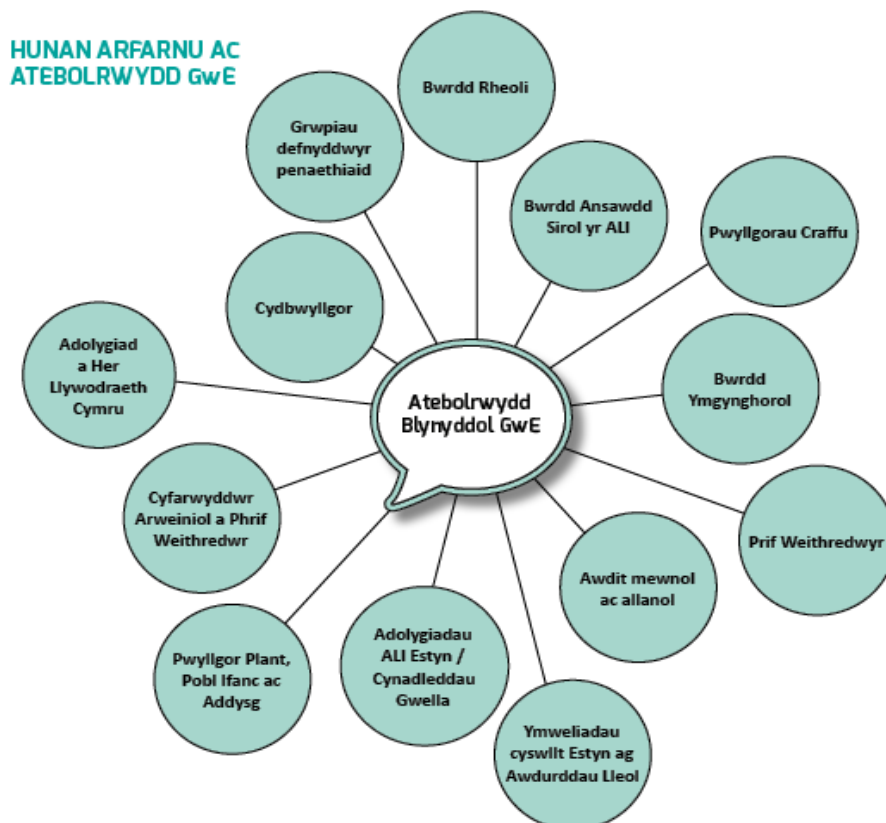 HUNAN ARFARNU AC
ATEBOLRWYDD GwE
Bwrdd Rheoli
Grwpiau
defnyddwyr
penaethiaid
Bwrdd Ansawdd
Sirol yr ALI
Pwyllgorau Craffu
Cydbwyllgor
Adolygiad
a Her
Llywodraeth
Cymru
Bwrdd
Ymgynghorol
Atebolrwydd
Blynyddol GwE
Cyfarwyddwr
Arweiniol a Phrif
Weithredwr
Prif Weithredwyr
Awdit mewnol
ac allanol
Pwyllgor Plant,
Pobl Ifanc ac
Addysg
Adolygiadau
ALI Estyn /
Cynadleddau
Gwella
Ymweliadau
cyswllt Estyn ag
Awdurddau Lleol